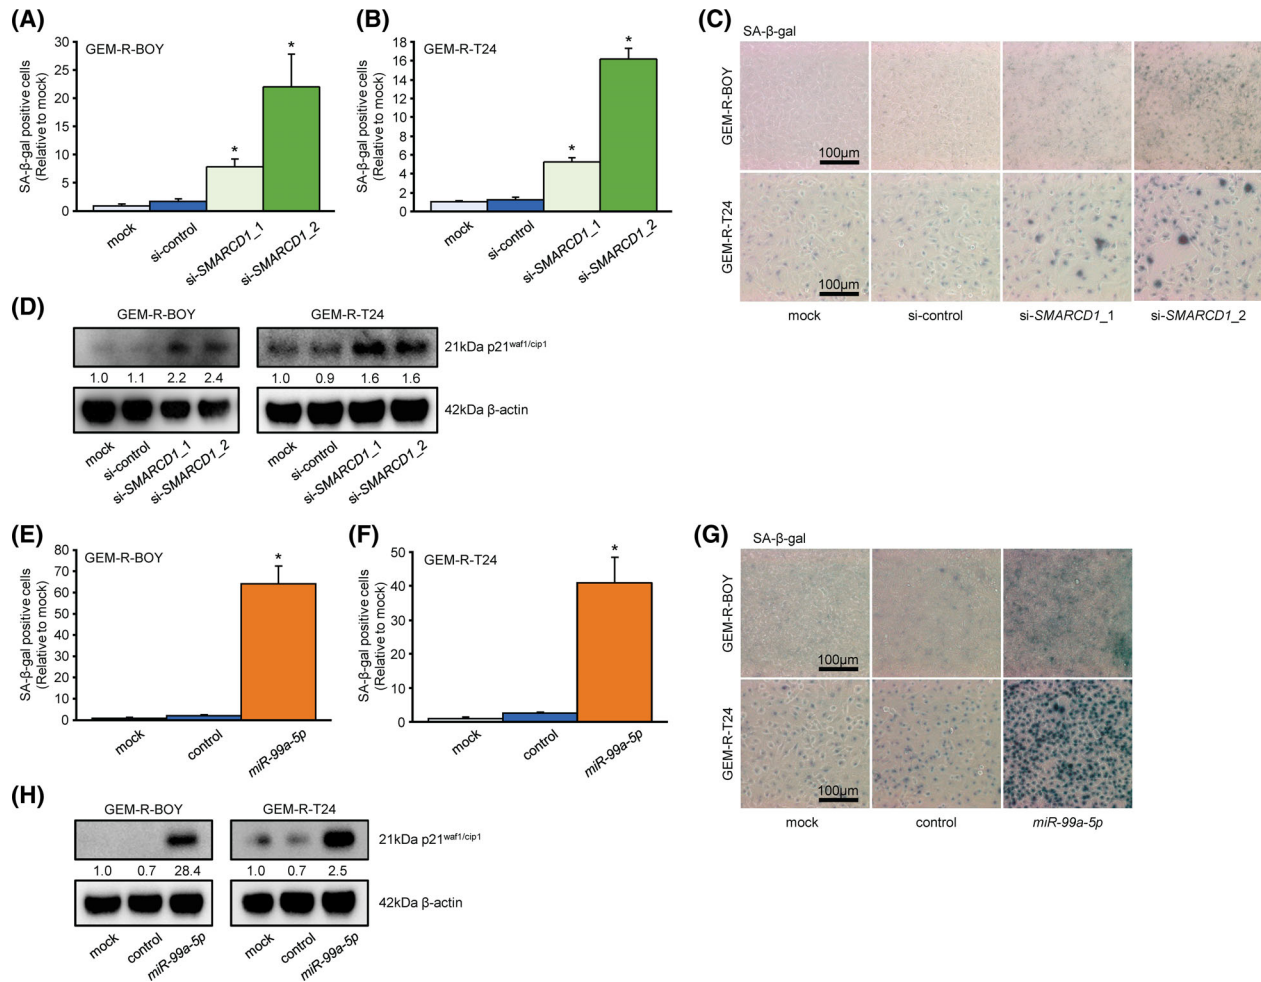 (A)
GEM-R-BOY
SA-β-gal positive cells
(Relative to mock)
30
25
20
15
10
5
0
*
*
mock
si-control
si-SMARCD1_1
si-SMARCD1_2
(B)
GEM-R-T24
SA-β-gal positive cells
(Relative to mock)
18
16
14
12
10
8
6
4
2
0
*
*
mock
si-control
si-SMARCD1_1
si-SMARCD1_2
(C)
SA-β-gal
GEM-R-BOY
100μm
GEM-R-T24
100μm
mock
si-control
si-SMARCD1_1
si-SMARCD1_2
(D)
GEM-R-BOY
GEM-R-T24
21kDa p21waf1/cip1
1.0 1.1 2.2 2.4
1.0 0.9 1.6 1.6
42kDa β-actin
mock
si-control
si-SMARCD1_1
si-SMARCD1_2
mock
si-control
si-SMARCD1_1
si-SMARCD1_2
(E)
GEM-R-BOY
SA-β-gal positive cells
(Relative to mock)
80
70
60
50
40
30
20
10
0
*
mock
control
miR-99a-5p
(F)
GEM-R-T24
SA-β-gal positive cells
(Relative to mock)
50
40
30
20
10
0
*
mock
control
miR-99a-5p
(G)
SA-β-gal
GEM-R-BOY
100μm
GEM-R-T24
100μm
mock
control
miR-99a-5p
(H)
GEM-R-BOY
GEM-R-T24
21kDa p21waf1/cip1
1.0 0.7 28.4
1.0 0.7 2.5
42kDa β-actin
mock
control
miR-99a-5p
mock
control
miR-99a-5p